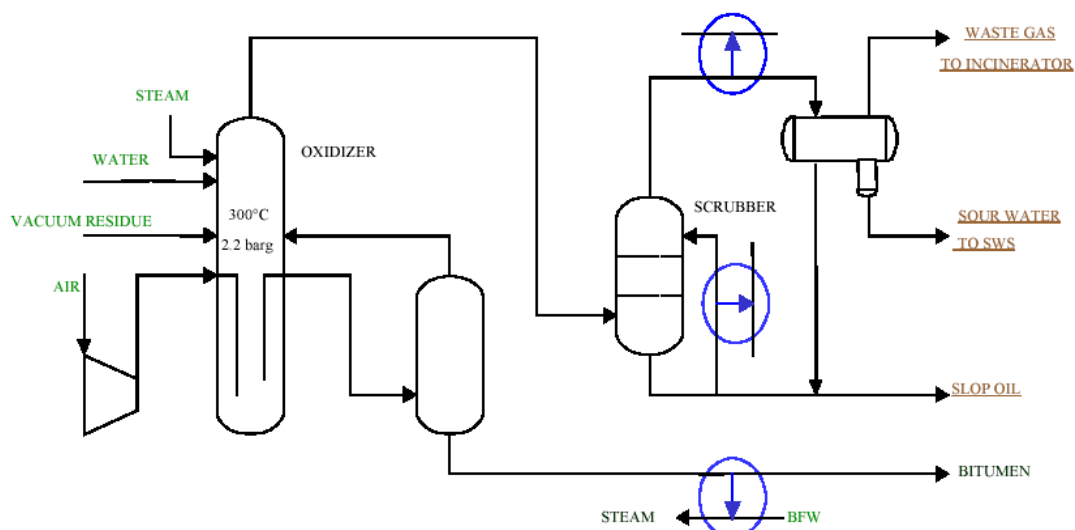 WASTE GAS
TO INCINERATOR
STEAM
OXIDIZER
WATER
SCRUBBER
300°C
VACUUM RESIDUE
2.2 barg
SOUR WATER
TO SWS
AIR
SLOP OIL
BITUMEN
STEAM
BFW